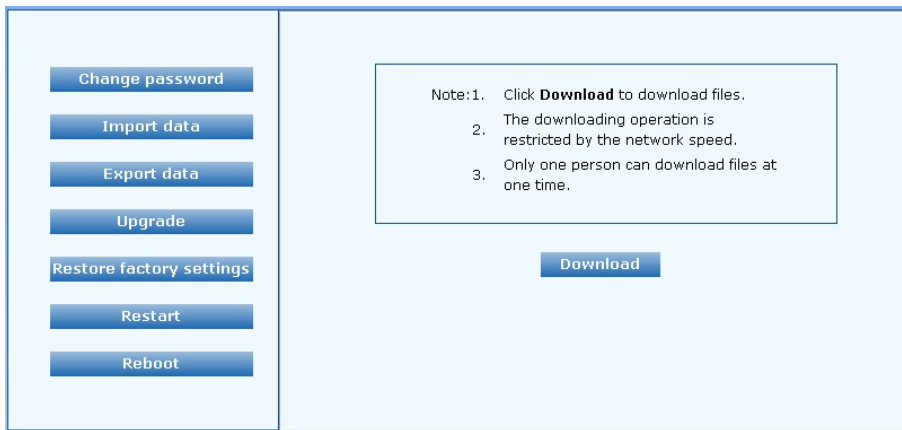 Change password
Import data
Export data
Upgrade
Restore factory settings
Restart
Reboot
Note:1. Click Download to download files.
2. The downloading operation is
restricted by the network speed.
3. Only one person can download files at
one time.
Download